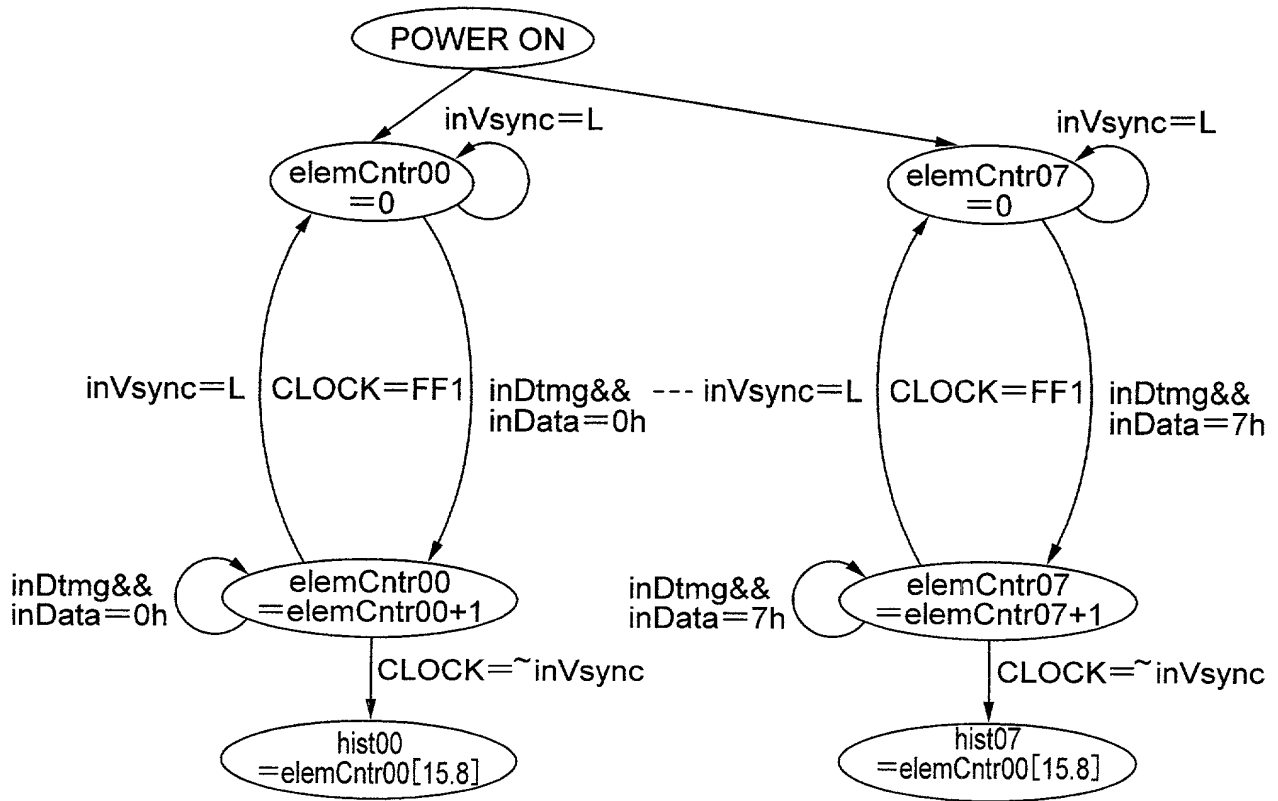 POWER ON
inVsync=L
inVsync=L
elemCntr00
=0
elemCntr07
=0
inVsync=L
CLOCK=FF1
inDtmg&&
inData=0h
---
inVsync=L
CLOCK=FF1
inDtmg&&
inData=7h
inDtmg&&
inData=0h
elemCntr00
=elemCntr00+1
inDtmg&&
inData=7h
elemCntr07
=elemCntr07+1
CLOCK=~inVsync
CLOCK=~inVsync
hist00
=elemCntr00[15.8]
hist07
=elemCntr00[15.8]